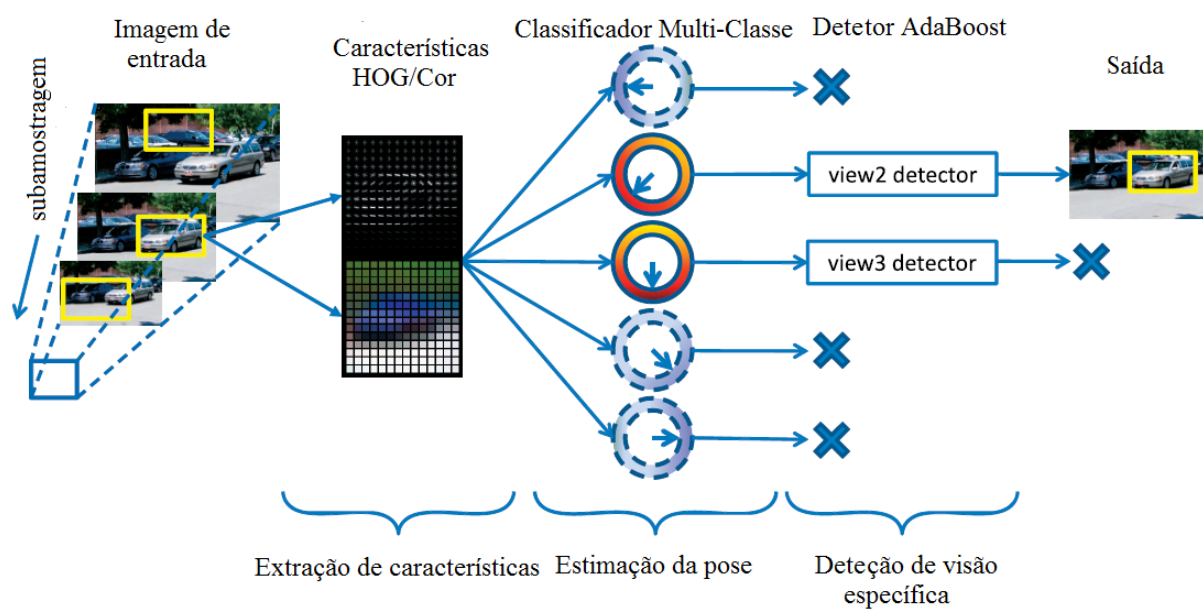 Imagem de
entrada
Características
HOG/Cor
Classificador Multi-Classe
Detetor AdaBoost
Saída
subamostragem
view2 detector
view3 detector
Extração de características
Estimação da pose
Deteção de visão
específica